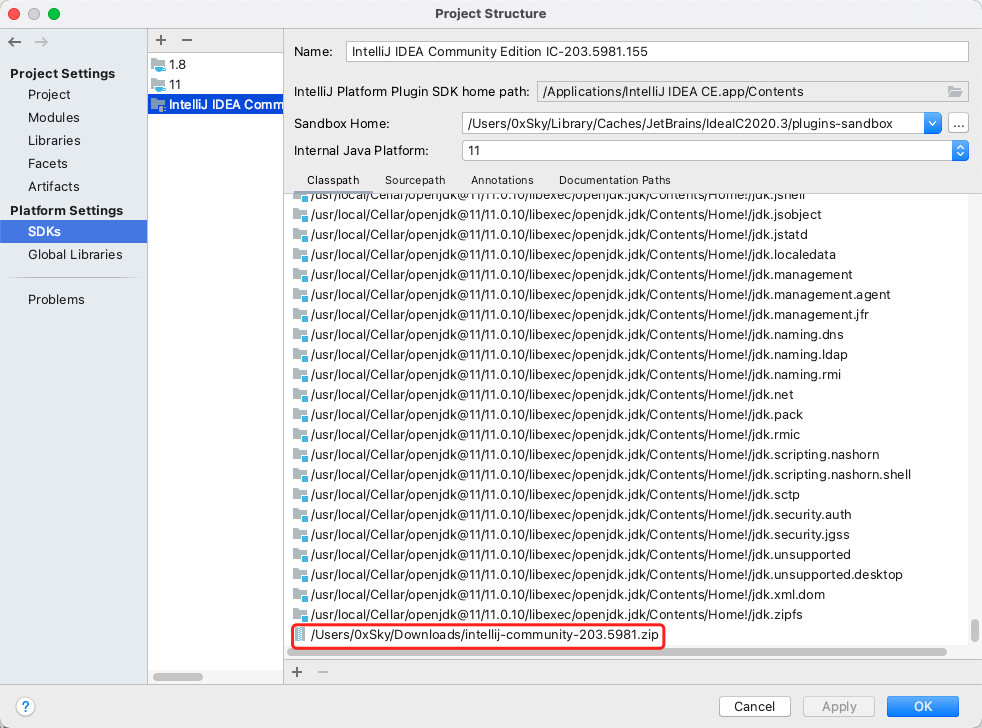 Project Structure
Project Settings
Project
Modules
Libraries
Facets
Artifacts
Platform Settings
SDKs
Global Libraries
Problems
1.8
11
IntelliJ IDEA Comm
Name: IntelliJ IDEA Community Edition IC-203.5981.155
IntelliJ Platform Plugin SDK home path: /Applications/IntelliJ IDEA CE.app/Contents
Sandbox Home: /Users/0xSky/Library/Caches/JetBrains/IdeaIC2020.3/plugins-sandbox ...
Internal Java Platform: 11
Classpath Sourcepath Annotations Documentation Paths
/usr/local/Cellar/openjdk@11/11.0.10/libexec/openjdk.jdk/Contents/Home!/jdk.jshell
/usr/local/Cellar/openjdk@11/11.0.10/libexec/openjdk.jdk/Contents/Home!/jdk.jsobject
/usr/local/Cellar/openjdk@11/11.0.10/libexec/openjdk.jdk/Contents/Home!/jdk.jstatd
/usr/local/Cellar/openjdk@11/11.0.10/libexec/openjdk.jdk/Contents/Home!/jdk.localedata
/usr/local/Cellar/openjdk@11/11.0.10/libexec/openjdk.jdk/Contents/Home!/jdk.management
/usr/local/Cellar/openjdk@11/11.0.10/libexec/openjdk.jdk/Contents/Home!/jdk.management.agent
/usr/local/Cellar/openjdk@11/11.0.10/libexec/openjdk.jdk/Contents/Home!/jdk.management.jfr
/usr/local/Cellar/openjdk@11/11.0.10/libexec/openjdk.jdk/Contents/Home!/jdk.naming.dns
/usr/local/Cellar/openjdk@11/11.0.10/libexec/openjdk.jdk/Contents/Home!/jdk.naming.ldap
/usr/local/Cellar/openjdk@11/11.0.10/libexec/openjdk.jdk/Contents/Home!/jdk.naming.rmi
/usr/local/Cellar/openjdk@11/11.0.10/libexec/openjdk.jdk/Contents/Home!/jdk.net
/usr/local/Cellar/openjdk@11/11.0.10/libexec/openjdk.jdk/Contents/Home!/jdk.pack
/usr/local/Cellar/openjdk@11/11.0.10/libexec/openjdk.jdk/Contents/Home!/jdk.rmic
/usr/local/Cellar/openjdk@11/11.0.10/libexec/openjdk.jdk/Contents/Home!/jdk.scripting.nashorn
/usr/local/Cellar/openjdk@11/11.0.10/libexec/openjdk.jdk/Contents/Home!/jdk.scripting.nashorn.shell
/usr/local/Cellar/openjdk@11/11.0.10/libexec/openjdk.jdk/Contents/Home!/jdk.sctp
/usr/local/Cellar/openjdk@11/11.0.10/libexec/openjdk.jdk/Contents/Home!/jdk.security.auth
/usr/local/Cellar/openjdk@11/11.0.10/libexec/openjdk.jdk/Contents/Home!/jdk.security.jgss
/usr/local/Cellar/openjdk@11/11.0.10/libexec/openjdk.jdk/Contents/Home!/jdk.unsupported
/usr/local/Cellar/openjdk@11/11.0.10/libexec/openjdk.jdk/Contents/Home!/jdk.unsupported.desktop
/usr/local/Cellar/openjdk@11/11.0.10/libexec/openjdk.jdk/Contents/Home!/jdk.xml.dom
/usr/local/Cellar/openjdk@11/11.0.10/libexec/openjdk.jdk/Contents/Home!/jdk.zipfs
/Users/0xSky/Downloads/intellij-community-203.5981.zip
? Cancel Apply OK